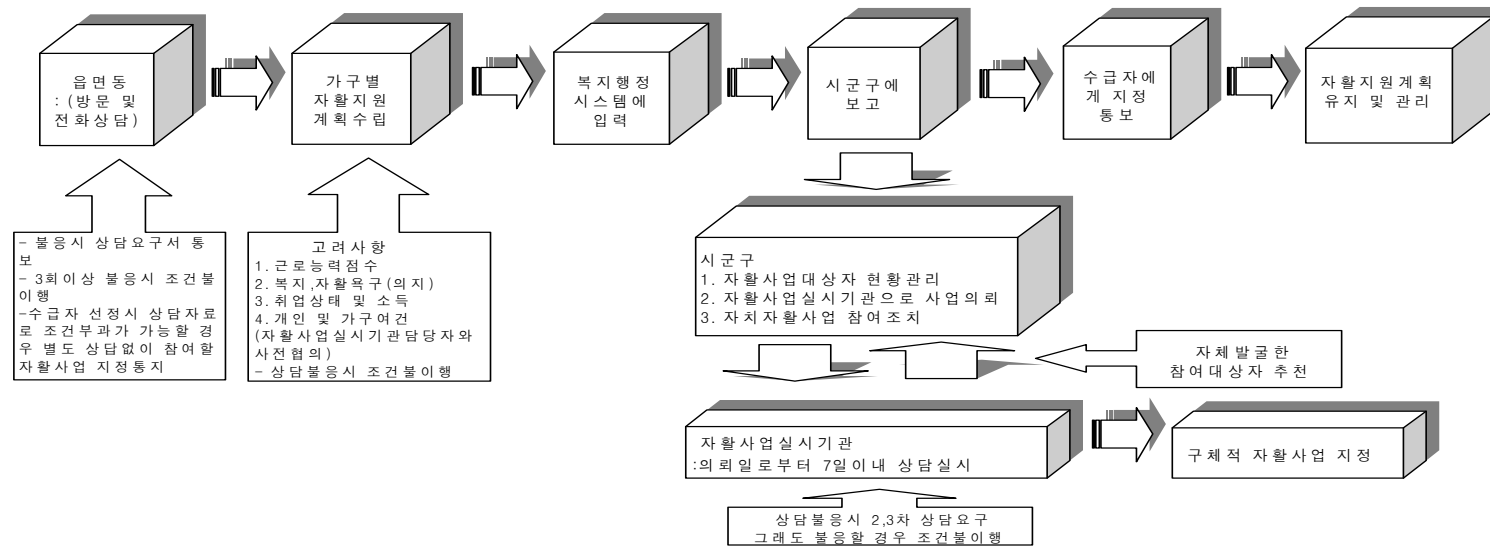 읍면동
: (방문 및
전화상담)
가구별
자활지원
계획수립
복지행정
시스템에
입력
시군구에
보고
수급자에
게 지정
통보
자활지원계획
유지 및 관리
- 불응시 상담요구서 통
보
- 3회이상 불응시 조건불
이행
-수급자 선정시 상담자료
로 조건부과가 가능할 경
우 별도 상답없이 참여할
자활사업 지정통지
고려사항
1. 근로능력점수
2. 복지,자활욕구(의지)
3. 취업상태 및 소득
4. 개인 및 가구여건
(자활사업실시기관담당자와
사전협의)
- 상담불응시 조건불이행
시군구
1. 자활사업대상자 현황관리
2. 자활사업실시기관으로 사업의뢰
3. 자치자활사업 참여조치
자체발굴한
참여대상자 추천
자활사업실시기관
:의뢰일로부터 7일이내 상담실시
구체적 자활사업 지정
상담불응시 2,3차 상담요구
그래도 불응할 경우 조건불이행